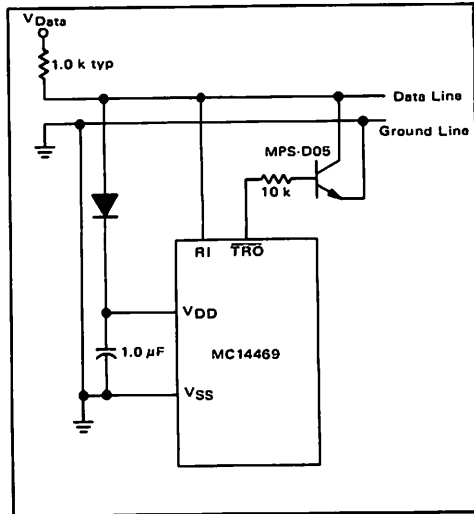 VData
1.0 k typ
Data Line
Ground Line
MPS-D05
10 k
RI
TRO
VDD
MC14469
1.0 µF
VSS